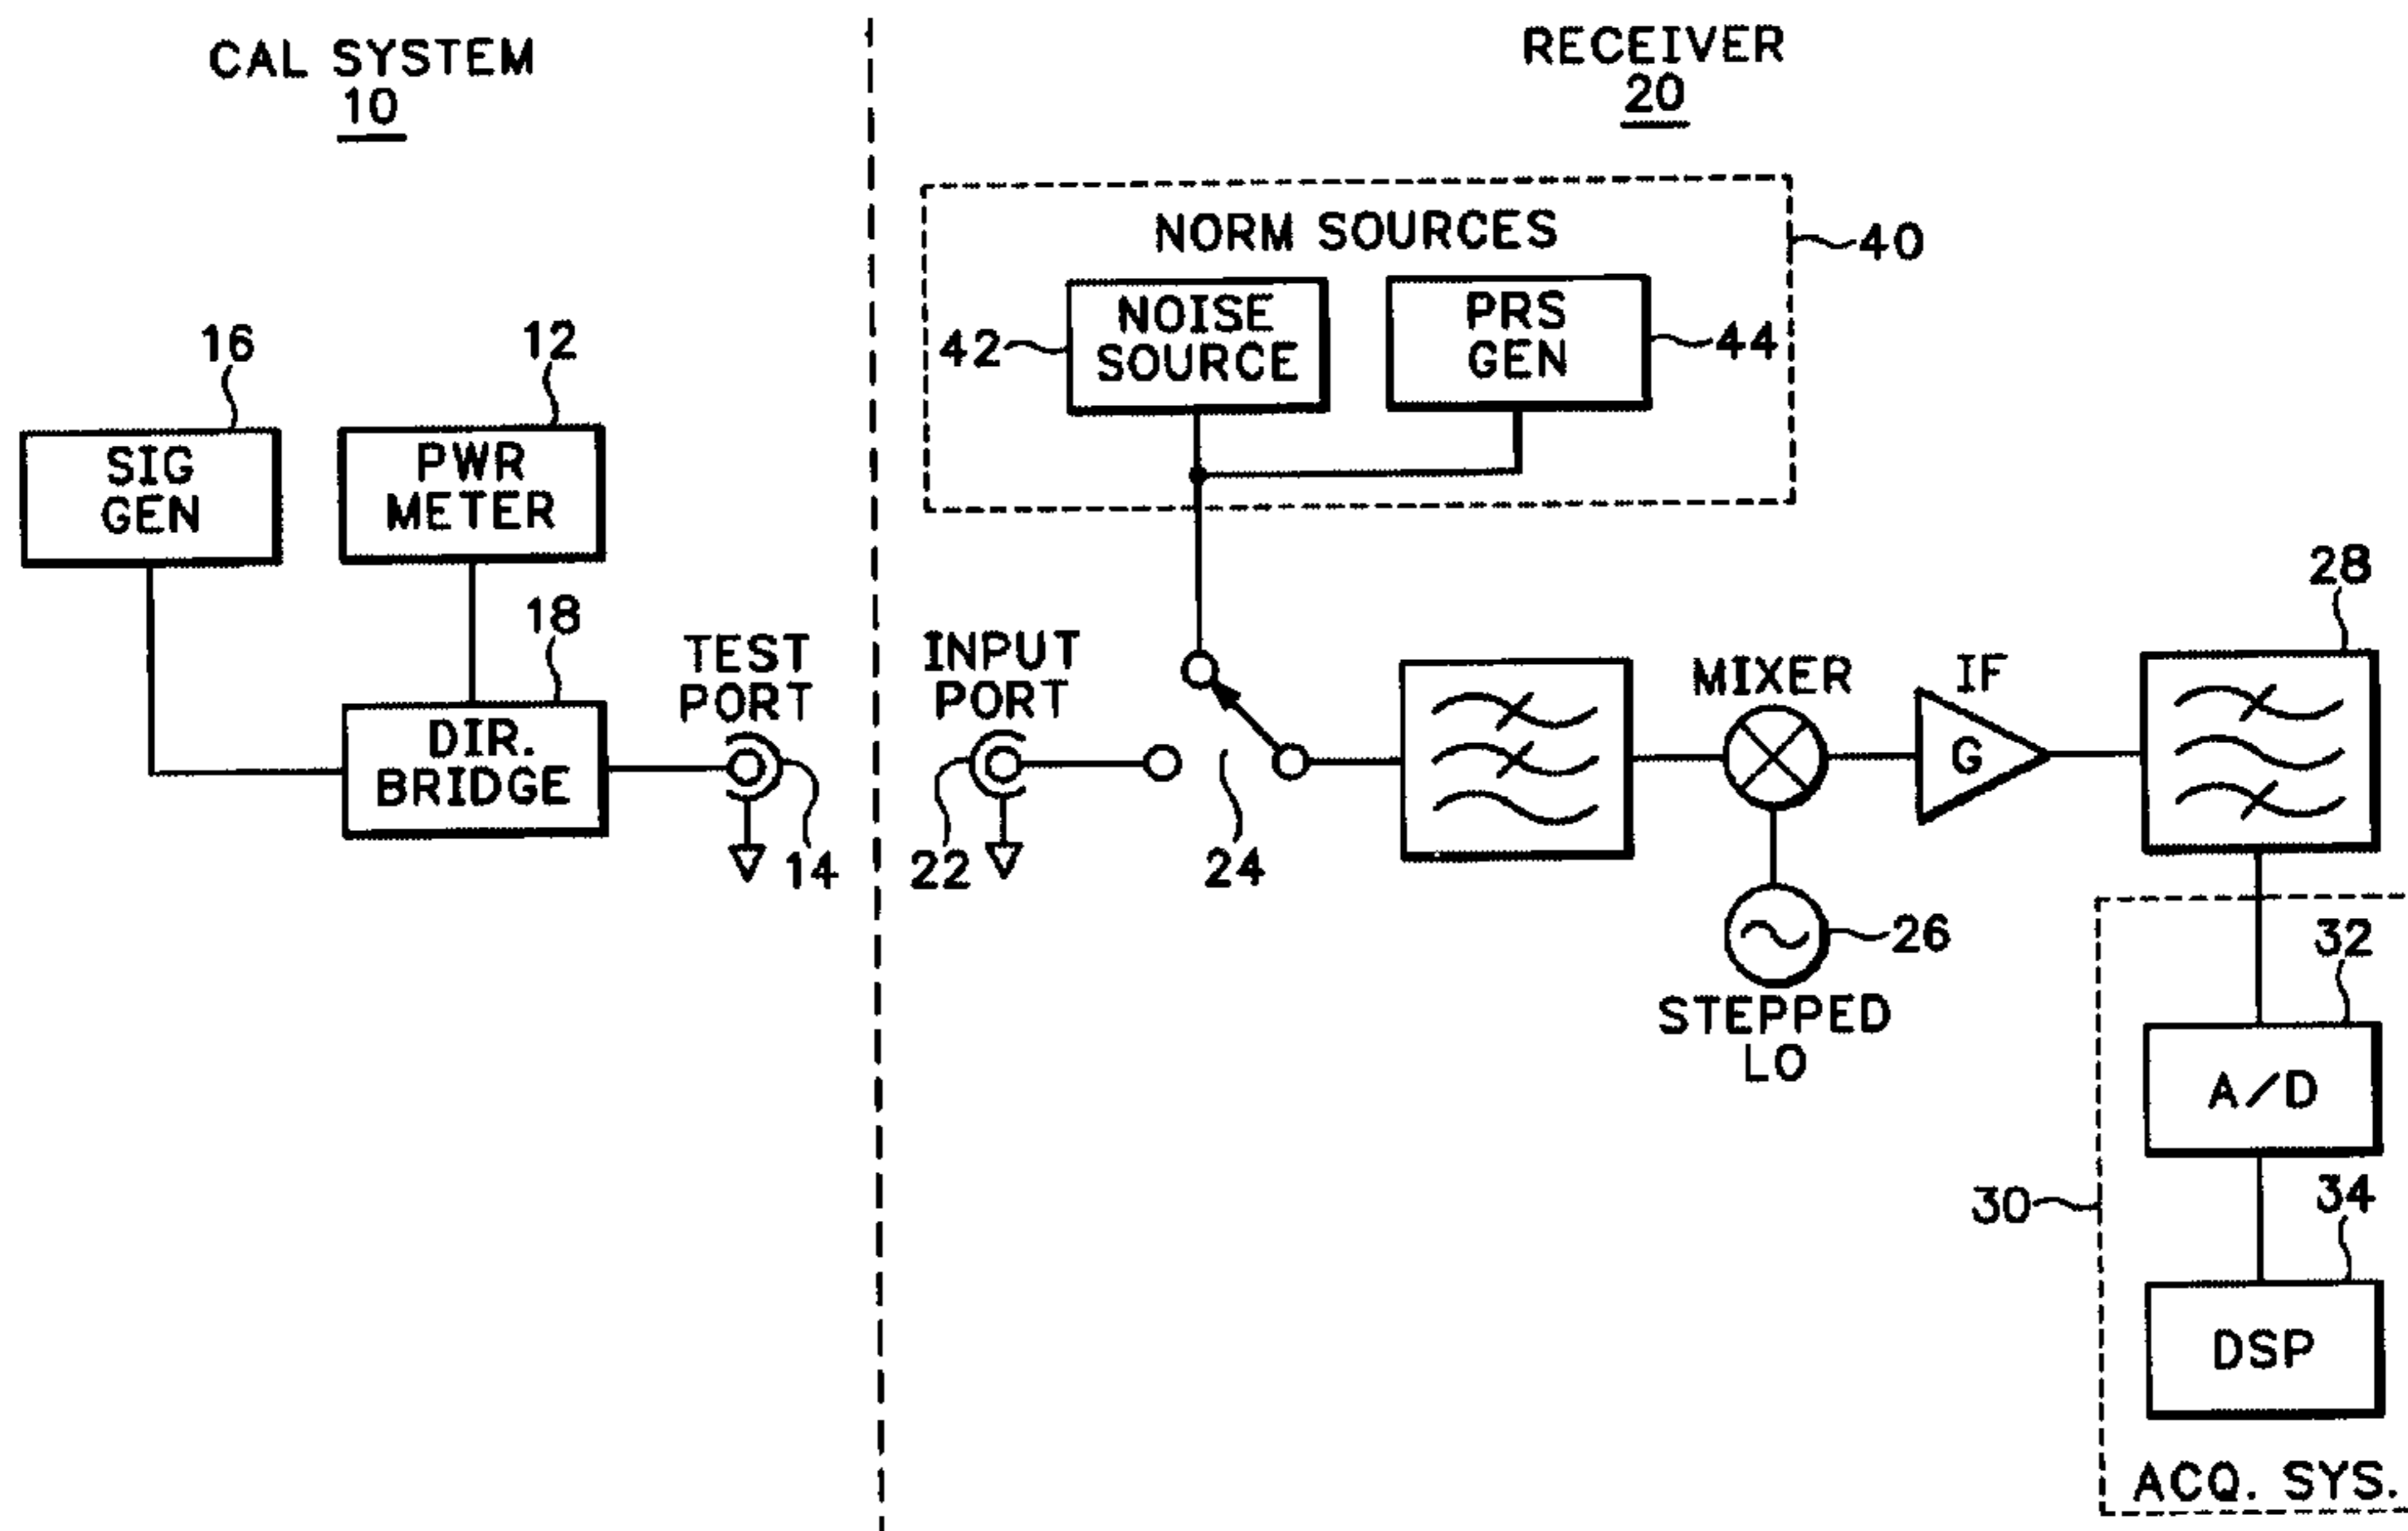 CAL SYSTEM
10
RECEIVER
20
NORM SOURCES
40
NOISE
SOURCE
42
PRS
GEN
44
16
SIG
GEN
12
PWR
METER
18
DIR.
BRIDGE
TEST
PORT
14
INPUT
PORT
22
24
MIXER
26
STEPPED
LO
IF
G
28
32
A/D
30
34
DSP
ACQ. SYS.